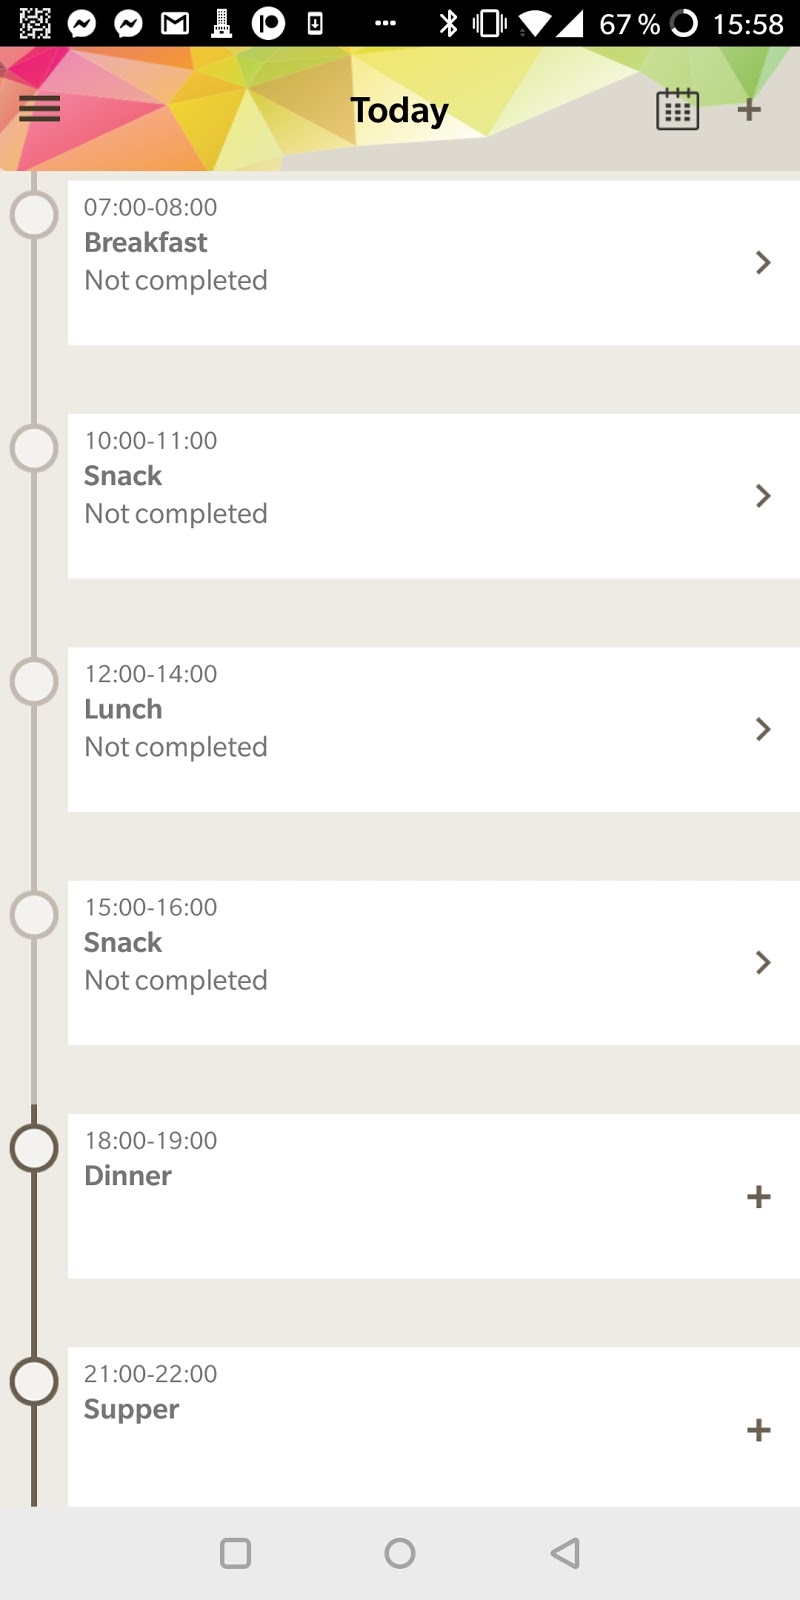 67 % 15:58
Today
07:00-08:00
Breakfast
Not completed
10:00-11:00
Snack
Not completed
12:00-14:00
Lunch
Not completed
15:00-16:00
Snack
Not completed
18:00-19:00
Dinner
21:00-22:00
Supper